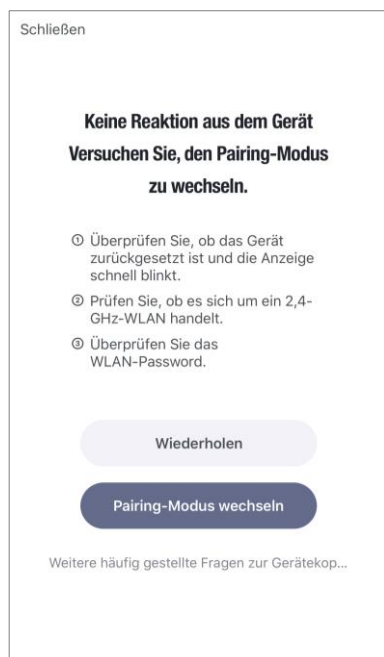 Schließen
Keine Reaktion aus dem Gerät
Versuchen Sie, den Pairing-Modus
zu wechseln.
① Überprüfen Sie, ob das Gerät
zurückgesetzt ist und die Anzeige
schnell blinkt.
② Prüfen Sie, ob es sich um ein 2,4-
GHz-WLAN handelt.
③ Überprüfen Sie das
WLAN-Password.
Wiederholen
Pairing-Modus wechseln
Weitere häufig gestellte Fragen zur Gerätekop...